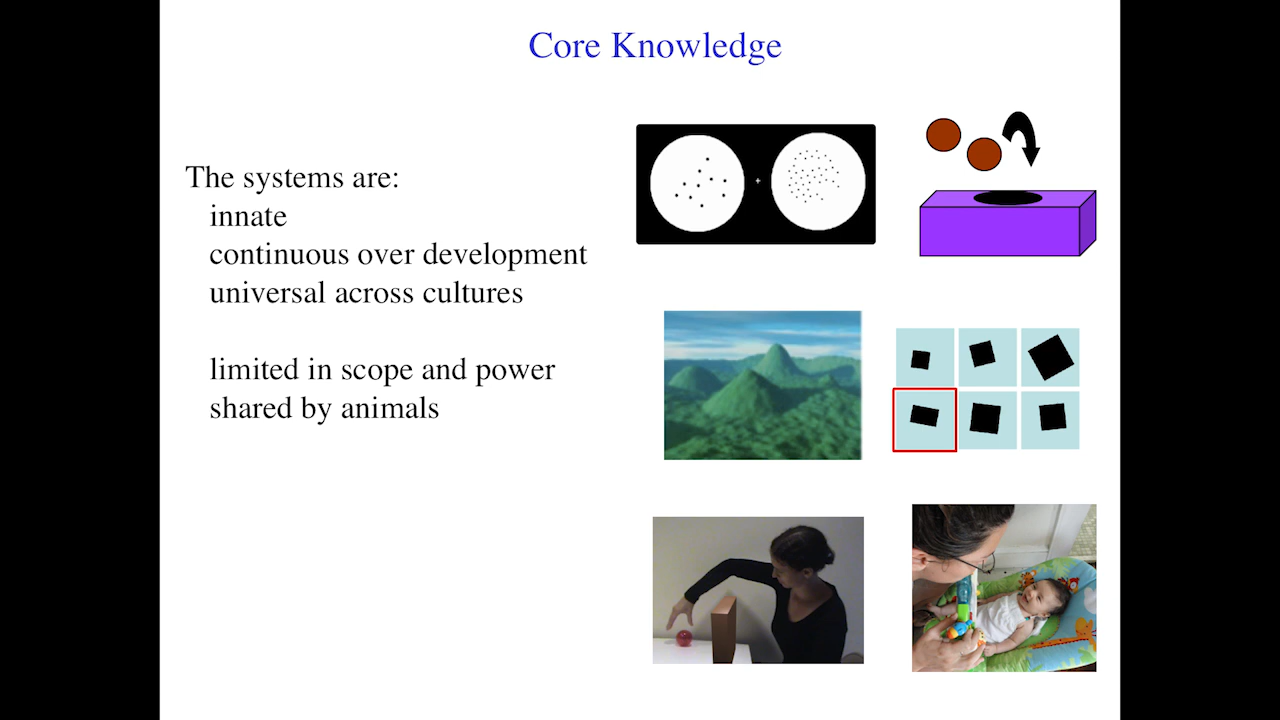 Core Knowledge
The systems are:
innate
continuous over development
universal across cultures
limited in scope and power
shared by animals